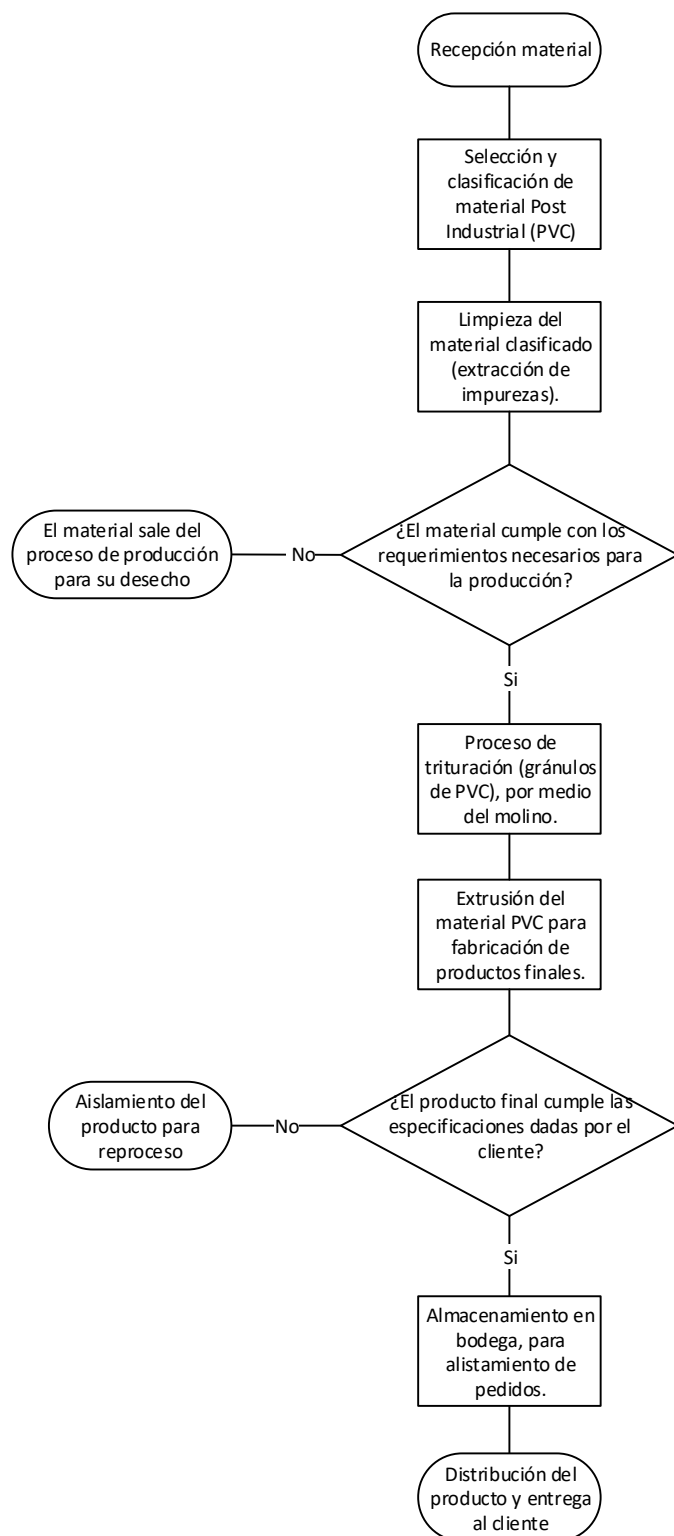 Recepción material
Selección y
clasificación de
material Post
Industrial (PVC)
Limpieza del
material clasificado
(extracción de
impurezas).
¿El material cumple con los
requerimientos necesarios para
la producción?
No
El material sale del
proceso de producción
para su desecho
Si
Proceso de
trituración (gránulos
de PVC), por medio
del molino.
Extrusión del
material PVC para
fabricación de
productos finales.
¿El producto final cumple las
especificaciones dadas por el
cliente?
No
Aislamiento del
producto para
reproceso
Si
Almacenamiento en
bodega, para
alistamiento de
pedidos.
Distribución del
producto y entrega
al cliente